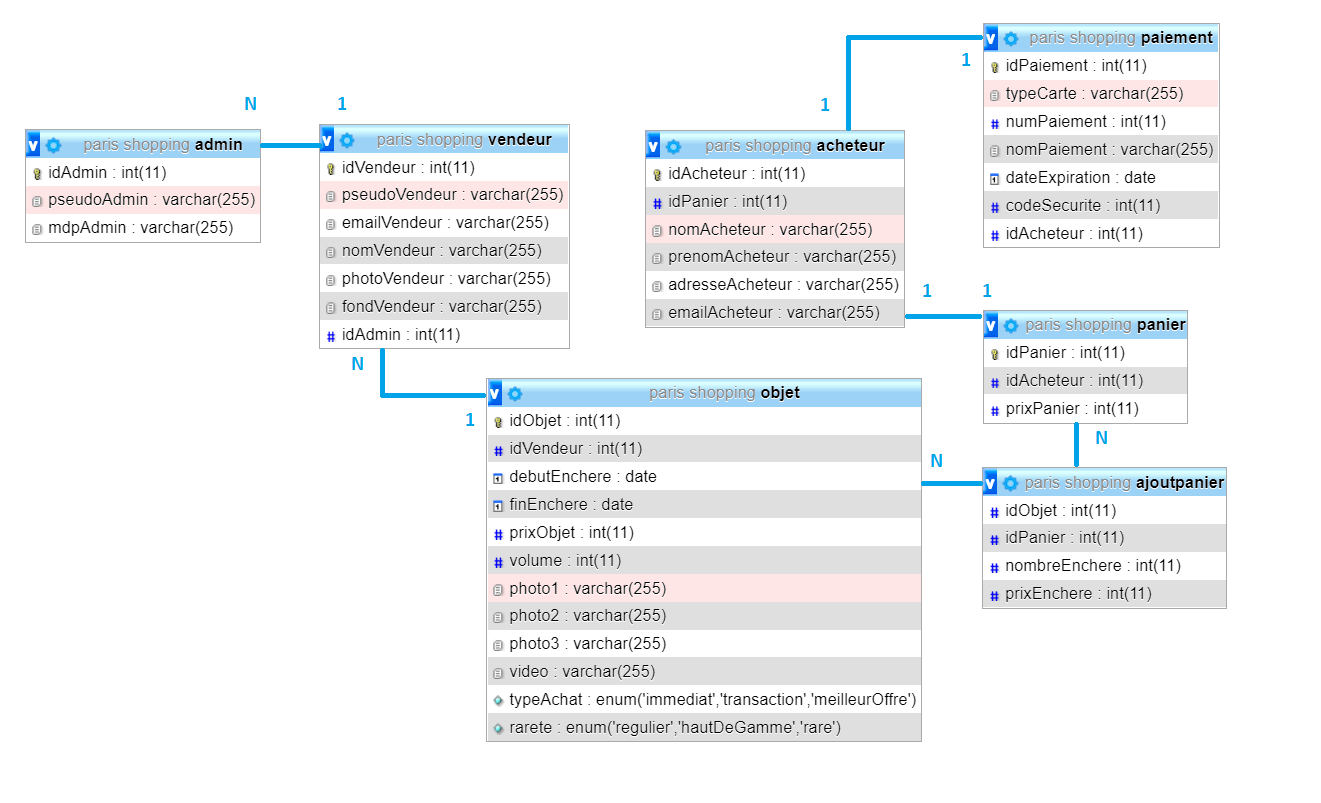 N
1
paris shopping admin
idAdmin : int(11)
pseudoAdmin : varchar(255)
mdpAdmin : varchar(255)
paris shopping vendeur
idVendeur : int(11)
pseudoVendeur : varchar(255)
emailVendeur : varchar(255)
nomVendeur : varchar(255)
photoVendeur : varchar(255)
fondVendeur : varchar(255)
idAdmin : int(11)
N
1
1
1
paris shopping acheteur
idAcheteur : int(11)
idPanier : int(11)
nomAcheteur : varchar(255)
prenomAcheteur : varchar(255)
adresseAcheteur : varchar(255)
emailAcheteur : varchar(255)
paris shopping paiement
idPaiement : int(11)
typeCarte : varchar(255)
numPaiement : int(11)
nomPaiement : varchar(255)
dateExpiration : date
codeSecurite : int(11)
idAcheteur : int(11)
1
1
paris shopping panier
idPanier : int(11)
idAcheteur : int(11)
prixPanier : int(11)
N
paris shopping objet
idObjet : int(11)
idVendeur : int(11)
debutEnchere : date
finEnchere : date
prixObjet : int(11)
volume : int(11)
photo1 : varchar(255)
photo2 : varchar(255)
photo3 : varchar(255)
video : varchar(255)
typeAchat : enum('immediat','transaction','meilleurOffre')
rarete : enum('regulier','hautDeGamme','rare')
N
paris shopping ajoutpanier
idObjet : int(11)
idPanier : int(11)
nombreEnchere : int(11)
prixEnchere : int(11)